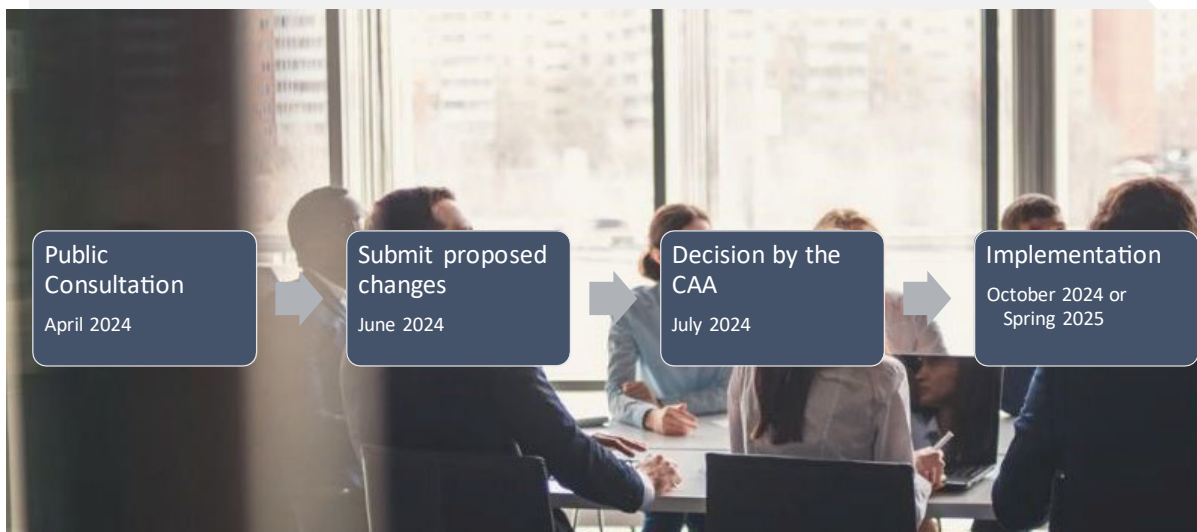 Public
Consultation
April 2024
Submit proposed
changes
June 2024
Decision by the
CAA
July 2024
Implementation
October 2024 or
Spring 2025